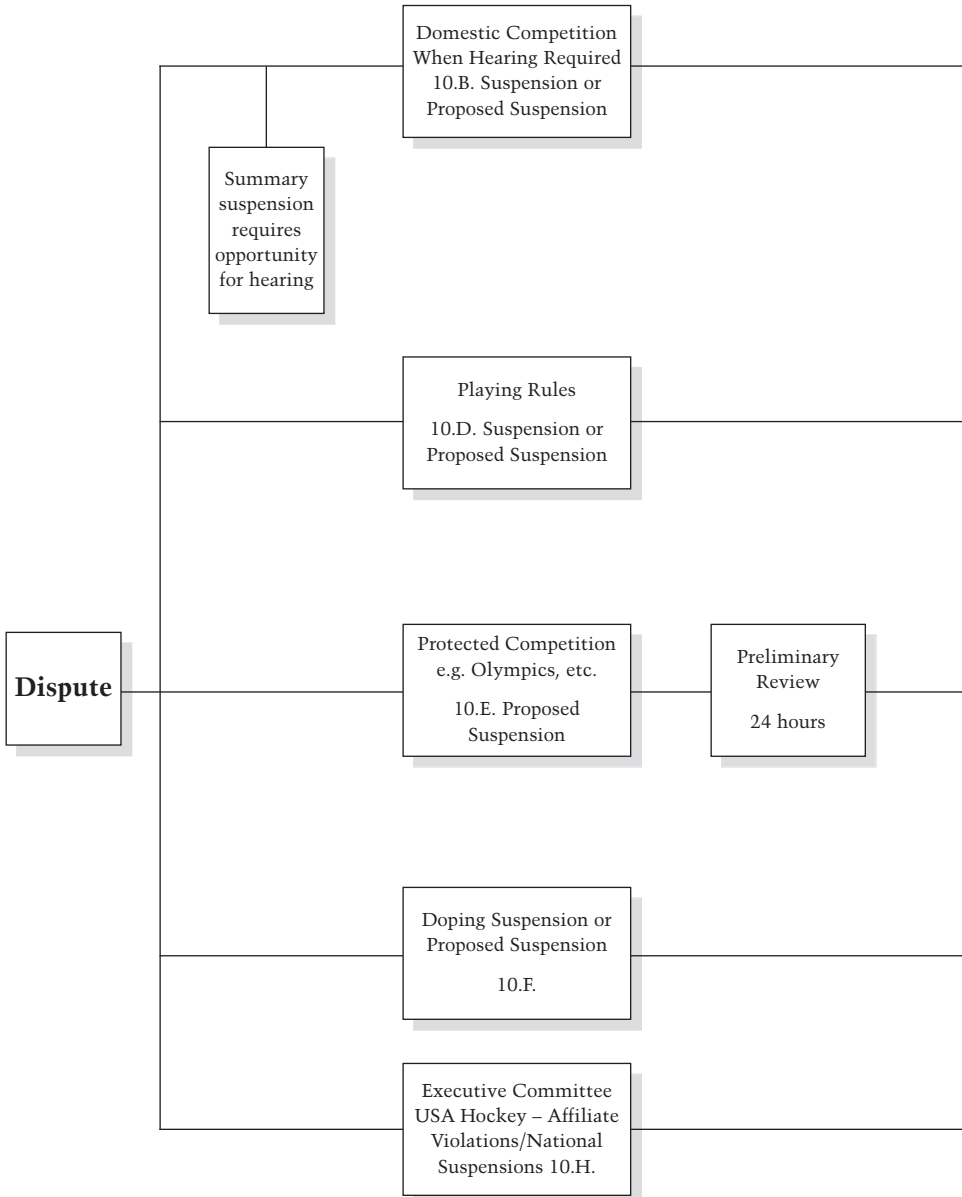 Domestic Competition
When Hearing Required
10.B. Suspension or
Proposed Suspension
Summary
suspension
requires
opportunity
for hearing
Playing Rules
10.D. Suspension or
Proposed Suspension
Dispute
Protected Competition
e.g. Olympics, etc.
10.E. Proposed
Suspension
Preliminary
Review
24 hours
Doping Suspension or
Proposed Suspension
10.F.
Executive Committee
USA Hockey – Affiliate
Violations/National
Suspensions 10.H.